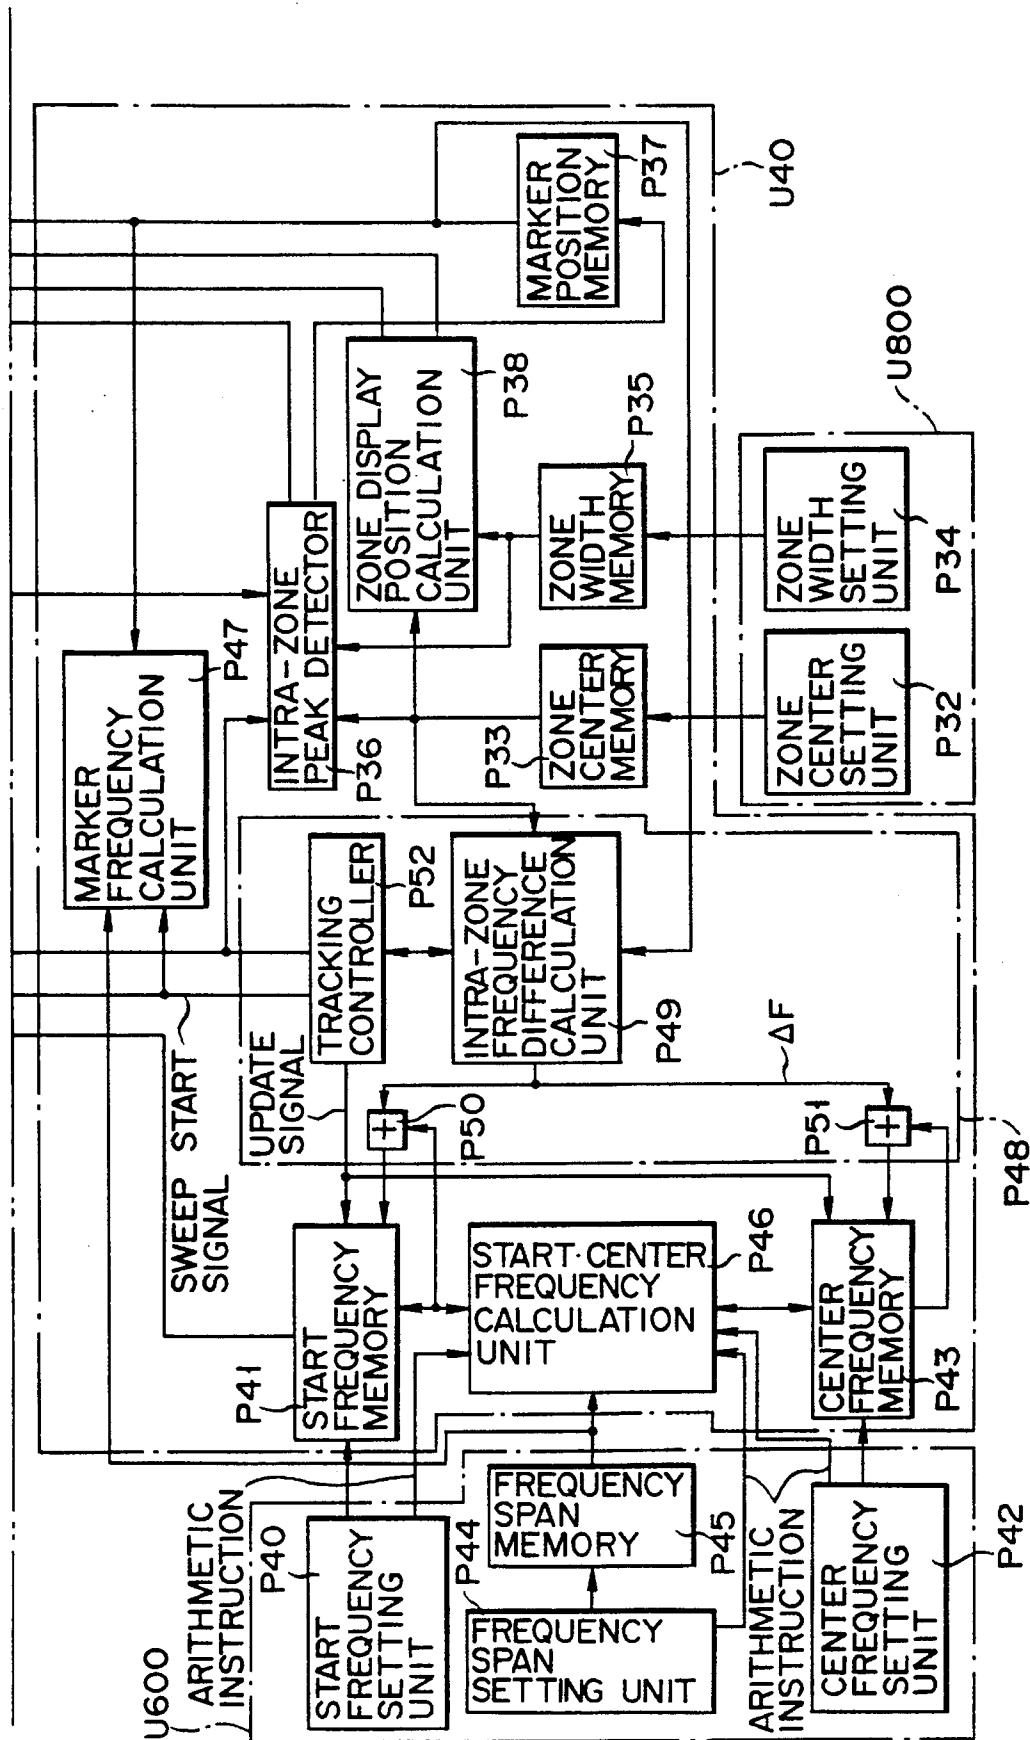 U600
ARITHMETIC
INSTRUCTION
P40
START
FREQUENCY
SETTING
UNIT
P44
FREQUENCY
SPAN
SETTING UNIT
FREQUENCY
SPAN
MEMORY
P45
ARITHMETIC
INSTRUCTION
CENTER
FREQUENCY
SETTING
UNIT
P42
SWEEP START
SIGNAL
P41
START
FREQUENCY
MEMORY
START·CENTER
FREQUENCY
CALCULATION
UNIT
P46
CENTER
FREQUENCY
MEMORY
P43
UPDATE
SIGNAL
+
P50
P51
+
ΔF
P48
TRACKING
CONTROLLER
P52
INTRA-ZONE
FREQUENCY
DIFFERENCE
CALCULATION
UNIT
P49
MARKER
FREQUENCY
CALCULATION
UNIT
P47
INTRA-ZONE
PEAK DETECTOR
P36
ZONE DISPLAY
POSITION
CALCULATION
UNIT
P38
P33
ZONE
CENTER
MEMORY
ZONE
WIDTH
MEMORY
P35
MARKER
POSITION
MEMORY
P37
U40
ZONE
CENTER
SETTING
UNIT
P32
ZONE
WIDTH
SETTING
UNIT
P34
U800